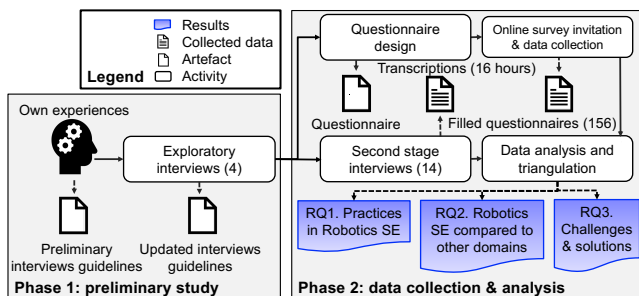 Results
Collected data
Artefact
Legend
Activity
Own experiences
Exploratory
interviews (4)
Preliminary
interviews guidelines
Updated interviews
guidelines
Phase 1: preliminary study
Questionnaire
design
Online survey invitation
& data collection
Transcriptions (16 hours)
Questionnaire
Filled questionnaires (156)
Second stage
interviews (14)
Data analysis and
triangulation
RQ1. Practices
in Robotics SE
RQ2. Robotics
SE compared to
other domains
RQ3.
Challenges
& solutions
Phase 2: data collection & analysis